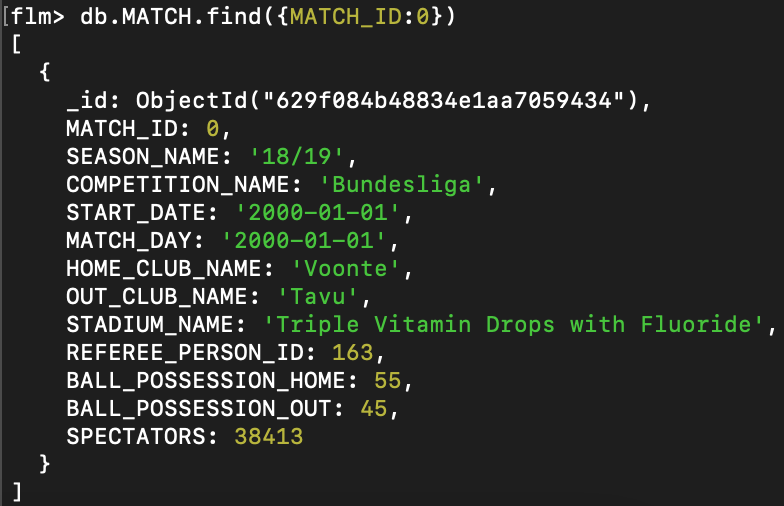 [flm> db.MATCH.find({MATCH_ID:0})
[
  {
    _id: ObjectId("629f084b48834e1aa7059434"),
    MATCH_ID: 0,
    SEASON_NAME: '18/19',
    COMPETITION_NAME: 'Bundesliga',
    START_DATE: '2000-01-01',
    MATCH_DAY: '2000-01-01',
    HOME_CLUB_NAME: 'Voonte',
    OUT_CLUB_NAME: 'Tavu',
    STADIUM_NAME: 'Triple Vitamin Drops with Fluoride',
    REFEREE_PERSON_ID: 163,
    BALL_POSSESSION_HOME: 55,
    BALL_POSSESSION_OUT: 45,
    SPECTATORS: 38413
  }
]